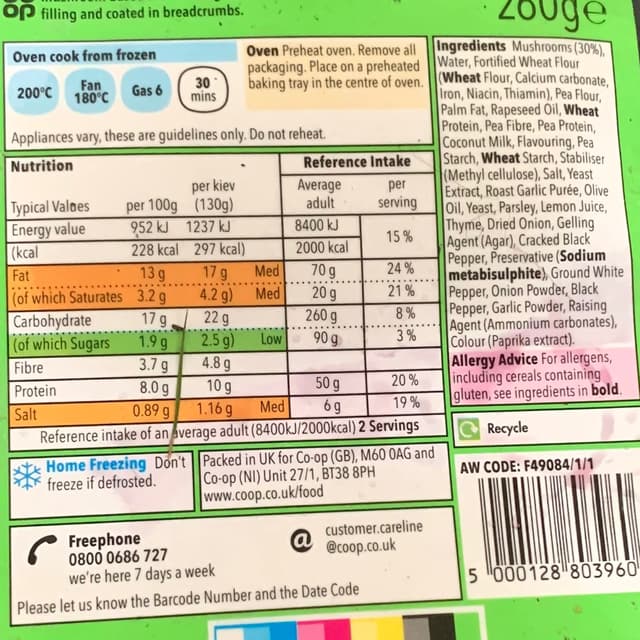 co op
filling and coated in breadcrumbs.
260g℮
Oven cook from frozen
200°C
Fan
180°C
Gas 6
30
mins
Oven Preheat oven. Remove all
packaging. Place on a preheated
baking tray in the centre of oven.
Appliances vary, these are guidelines only. Do not reheat.
Nutrition
Reference Intake
Typical Values per 100g per kiev (130g) Average adult per serving
Energy value 952 kJ 1237 kJ 8400 kJ 15 %
(kcal 228 kcal 297 kcal) 2000 kcal
Fat 13 g 17 g Med 70 g 24 %
(of which Saturates 3.2 g 4.2 g) Med 20 g 21 %
Carbohydrate 17 g 22 g 260 g 8 %
(of which Sugars 1.9 g 2.5 g) Low 90 g 3 %
Fibre 3.7 g 4.8 g
Protein 8.0 g 10 g 50 g 20 %
Salt 0.89 g 1.16 g Med 6 g 19 %
Reference intake of an average adult (8400kJ/2000kcal) 2 Servings
Home Freezing Don't
freeze if defrosted.
Packed in UK for Co-op (GB), M60 0AG and
Co-op (NI) Unit 27/1, BT38 8PH
www.coop.co.uk/food
Freephone
0800 0686 727
we're here 7 days a week
@
customer.careline
@coop.co.uk
Please let us know the Barcode Number and the Date Code
Ingredients Mushrooms (30%),
Water, Fortified Wheat Flour
(Wheat Flour, Calcium carbonate,
Iron, Niacin, Thiamin), Pea Flour,
Palm Fat, Rapeseed Oil, Wheat
Protein, Pea Fibre, Pea Protein,
Coconut Milk, Flavouring, Pea
Starch, Wheat Starch, Stabiliser
(Methyl cellulose), Salt, Yeast
Extract, Roast Garlic Purée, Olive
Oil, Yeast, Parsley, Lemon Juice,
Thyme, Dried Onion, Gelling
Agent (Agar), Cracked Black
Pepper, Preservative (Sodium
metabisulphite), Ground White
Pepper, Onion Powder, Black
Pepper, Garlic Powder, Raising
Agent (Ammonium carbonates),
Colour (Paprika extract).
Allergy Advice For allergens,
including cereals containing
gluten, see ingredients in bold.
Recycle
AW CODE: F49084/1/1
5 000128 803960